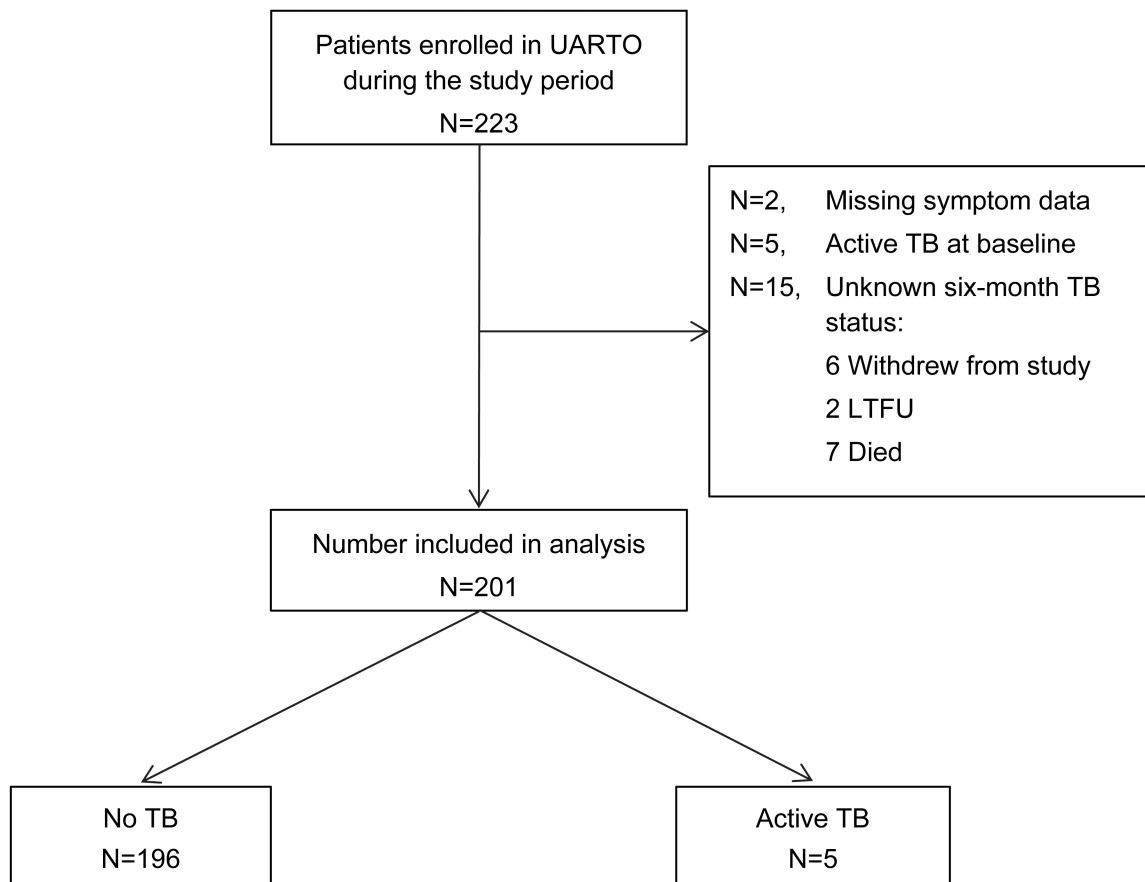 Patients enrolled in UARTO
during the study period
N=223
N=2, Missing symptom data
N=5, Active TB at baseline
N=15, Unknown six-month TB
status:
6 Withdrew from study
2 LTFU
7 Died
Number included in analysis
N=201
No TB
N=196
Active TB
N=5